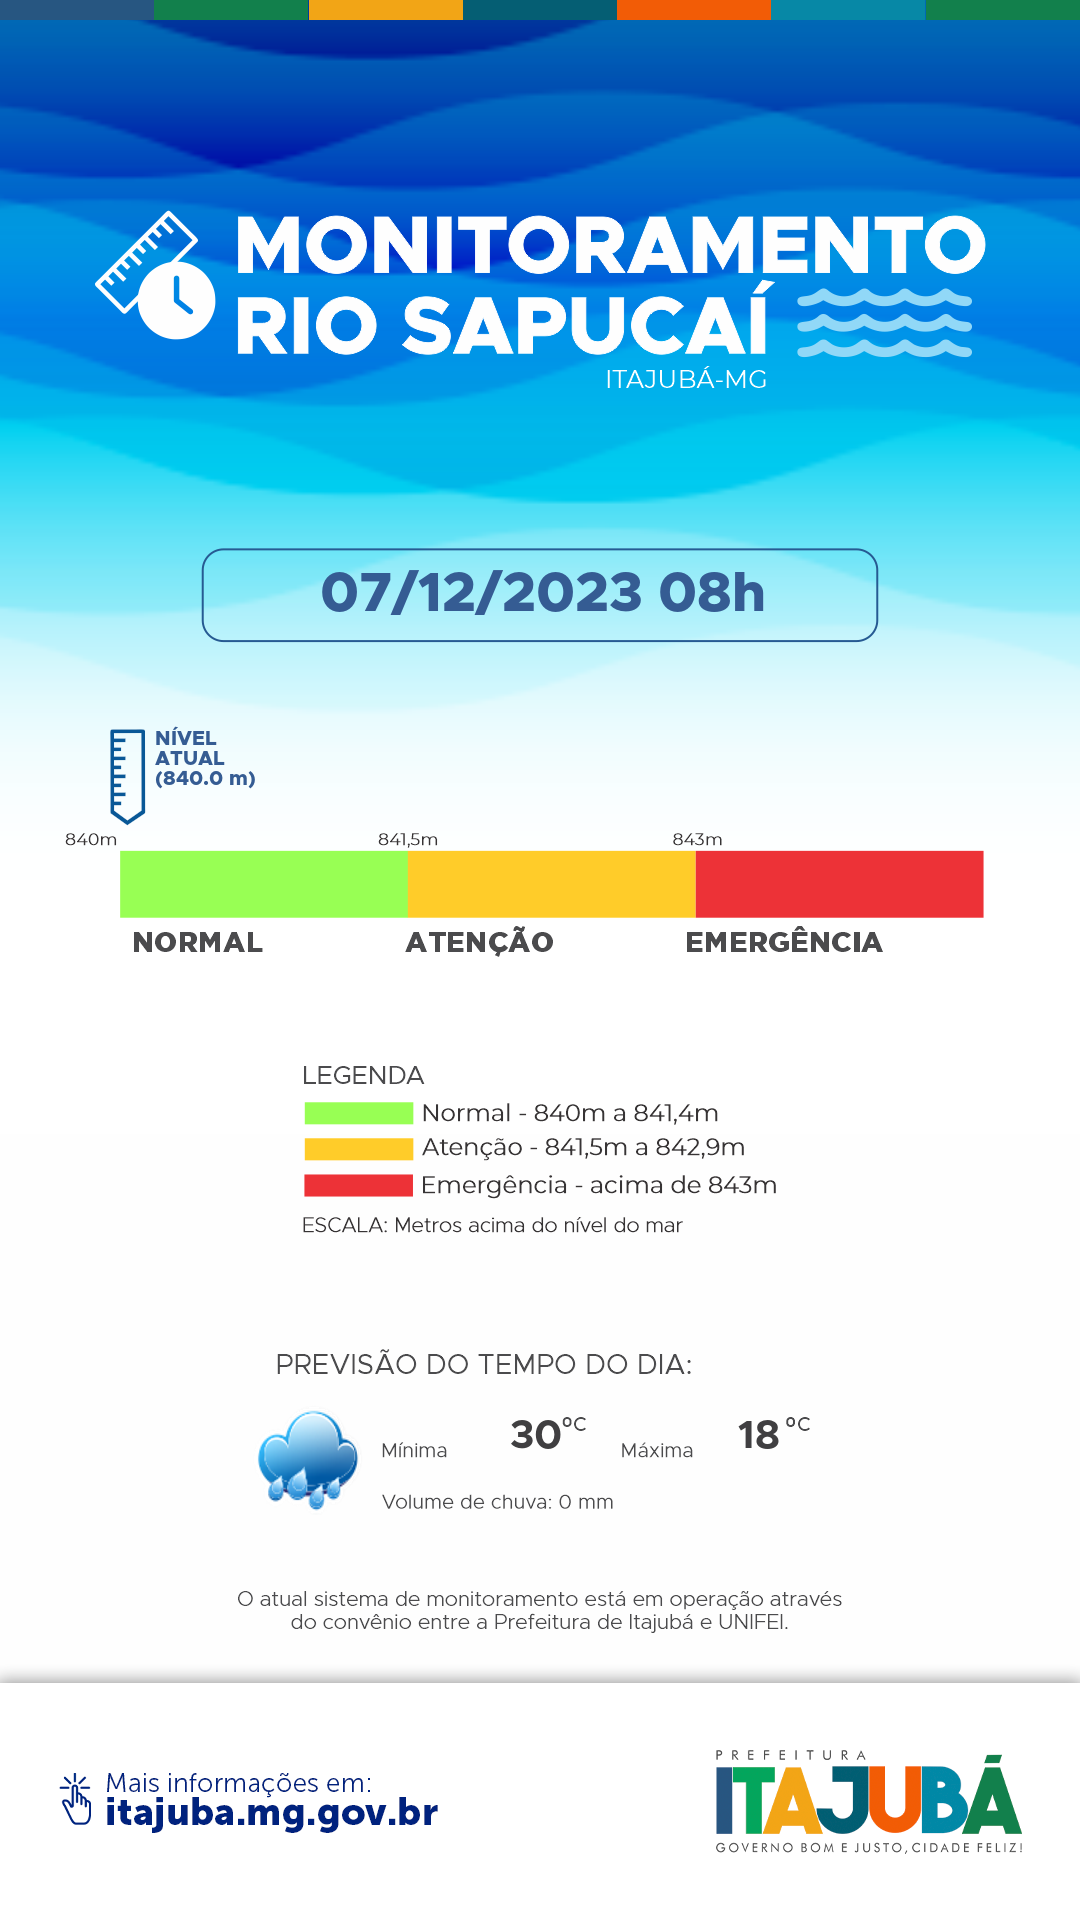 MONITORAMENTO
RIO SAPUCAÍ
ITAJUBÁ-MG
07/12/2023 08h
NÍVEL
ATUAL
(840.0 m)
840m 841,5m 843m
NORMAL ATENÇÃO EMERGÊNCIA
LEGENDA
Normal - 840m a 841,4m
Atenção - 841,5m a 842,9m
Emergência - acima de 843m
ESCALA: Metros acima do nível do mar
PREVISÃO DO TEMPO DO DIA:
Mínima 30ºC Máxima 18ºC
Volume de chuva: 0 mm
O atual sistema de monitoramento está em operação através
do convênio entre a Prefeitura de Itajubá e UNIFEI.
Mais informações em:
itajuba.mg.gov.br
PREFEITURA
ITAJUBÁ
GOVERNO BOM E JUSTO, CIDADE FELIZ!